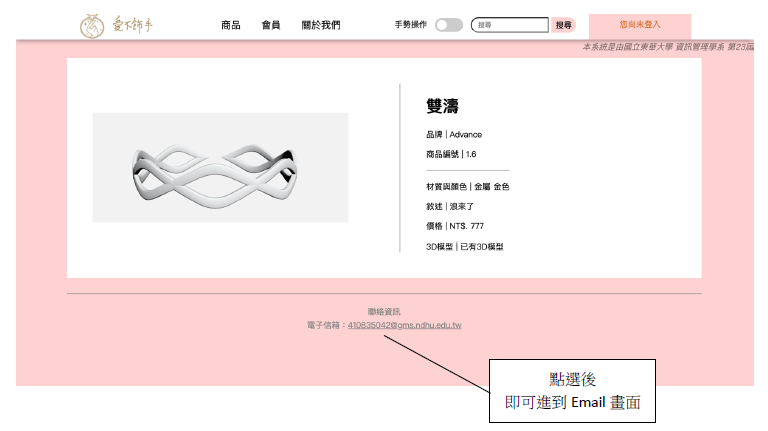 愛不飾手
商品 會員 關於我們 手勢操作 搜尋 搜尋 您尚未登入
本系統是由國立東華大學 資訊管理學系 第23屆
雙濤
品牌 | Advance
商品編號 | 1.6
材質與顏色 | 金屬 金色
敘述 | 浪来了
價格 | NT$. 777
3D模型 | 已有3D模型
聯絡資訊
電子信箱：410835042@gms.ndhu.edu.tw
點選後
即可進到 Email 畫面